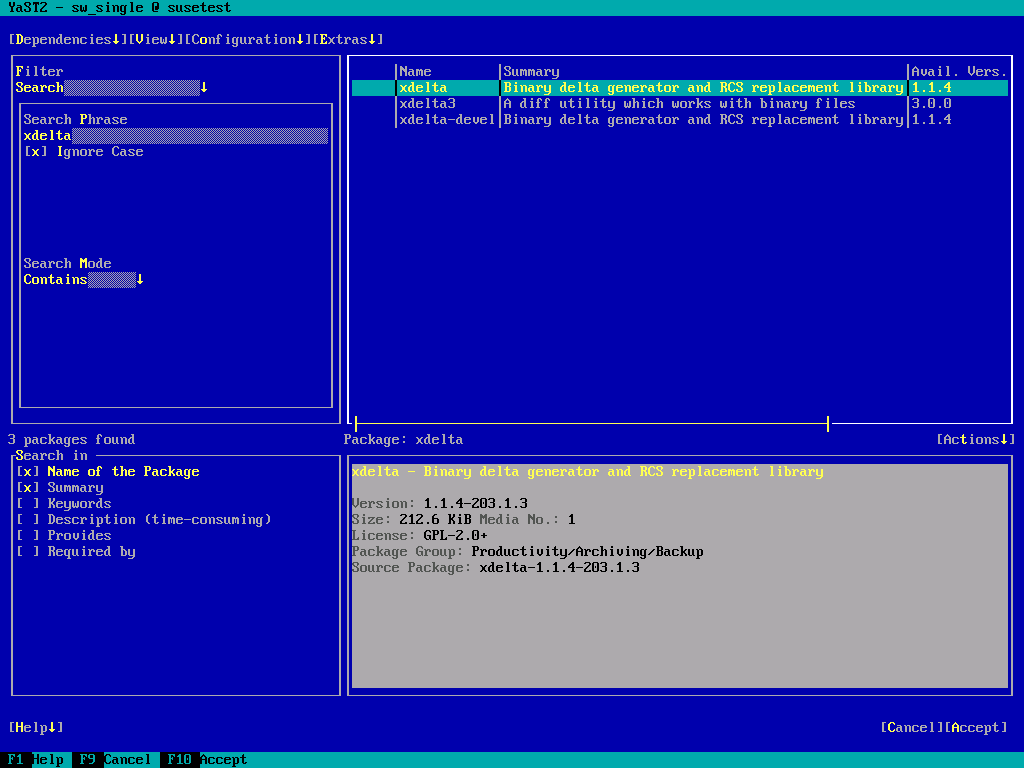 YaST2 - sw_single @ susetest
[Dependencies↓][View↓][Configuration↓][Extras↓]
Filter
Search↓
Search Phrase
xdelta
[x] Ignore Case
Search Mode
Contains↓
|Name |Summary |Avail. Vers.
|xdelta |Binary delta generator and RCS replacement library|1.1.4
|xdelta3 |A diff utility which works with binary files |3.0.0
|xdelta-devel|Binary delta generator and RCS replacement library|1.1.4
3 packages found
Package: xdelta [Actions↓]
Search in
[x] Name of the Package
[x] Summary
[ ] Keywords
[ ] Description (time-consuming)
[ ] Provides
[ ] Required by
xdelta - Binary delta generator and RCS replacement library
Version: 1.1.4-203.1.3
Size: 212.6 KiB Media No.: 1
License: GPL-2.0+
Package Group: Productivity/Archiving/Backup
Source Package: xdelta-1.1.4-203.1.3
[Help↓] [Cancel][Accept]
F1 Help F9 Cancel F10 Accept